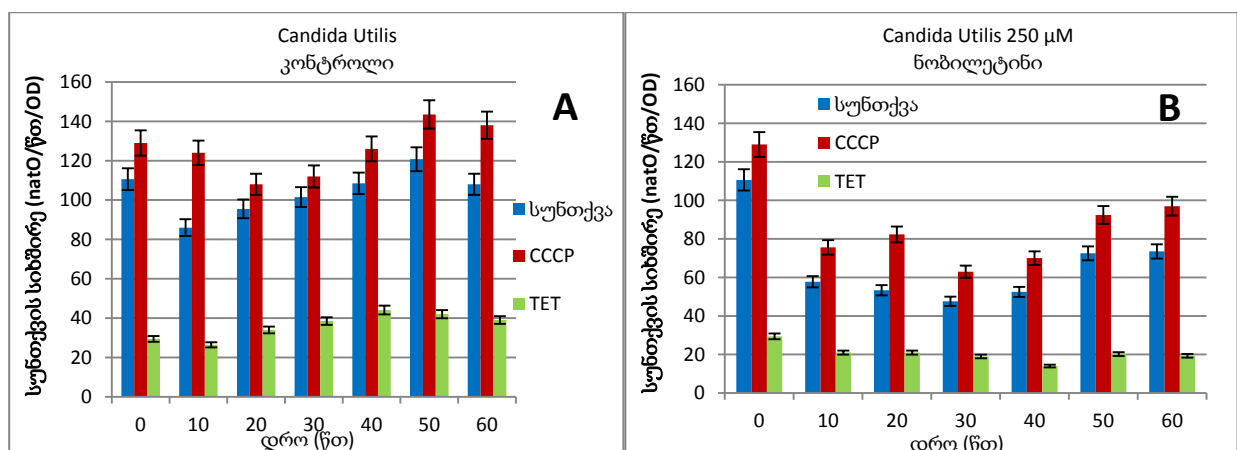 Candida Utilis
კონტროლი
A
სუნთქვის სიხშირე (natO/წთ/OD)
160
140
120
100
80
60
40
20
0
0 10 20 30 40 50 60
დრო (წთ)
სუნთქვა
CCCP
TET
Candida Utilis 250 µM
ნობილეტინი
B
სუნთქვის სიხშირე (natO/წთ/OD)
160
140
120
100
80
60
40
20
0
0 10 20 30 40 50 60
დრო (წთ)
სუნთქვა
CCCP
TET